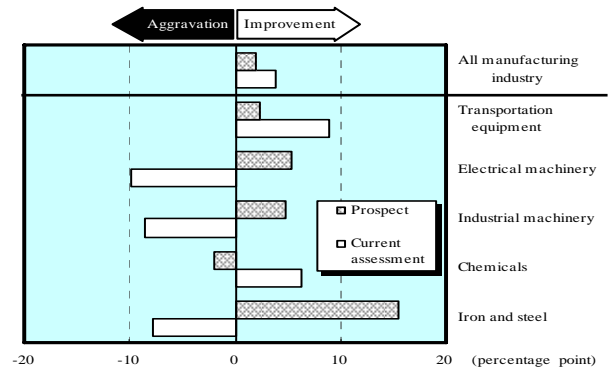 Aggravation Improvement
All manufacturing
industry
Transportation
equipment
Electrical machinery
Industrial machinery
Prospect
Current
assessment
Chemicals
Iron and steel
-20 -10 0 10 20 (percentage point)